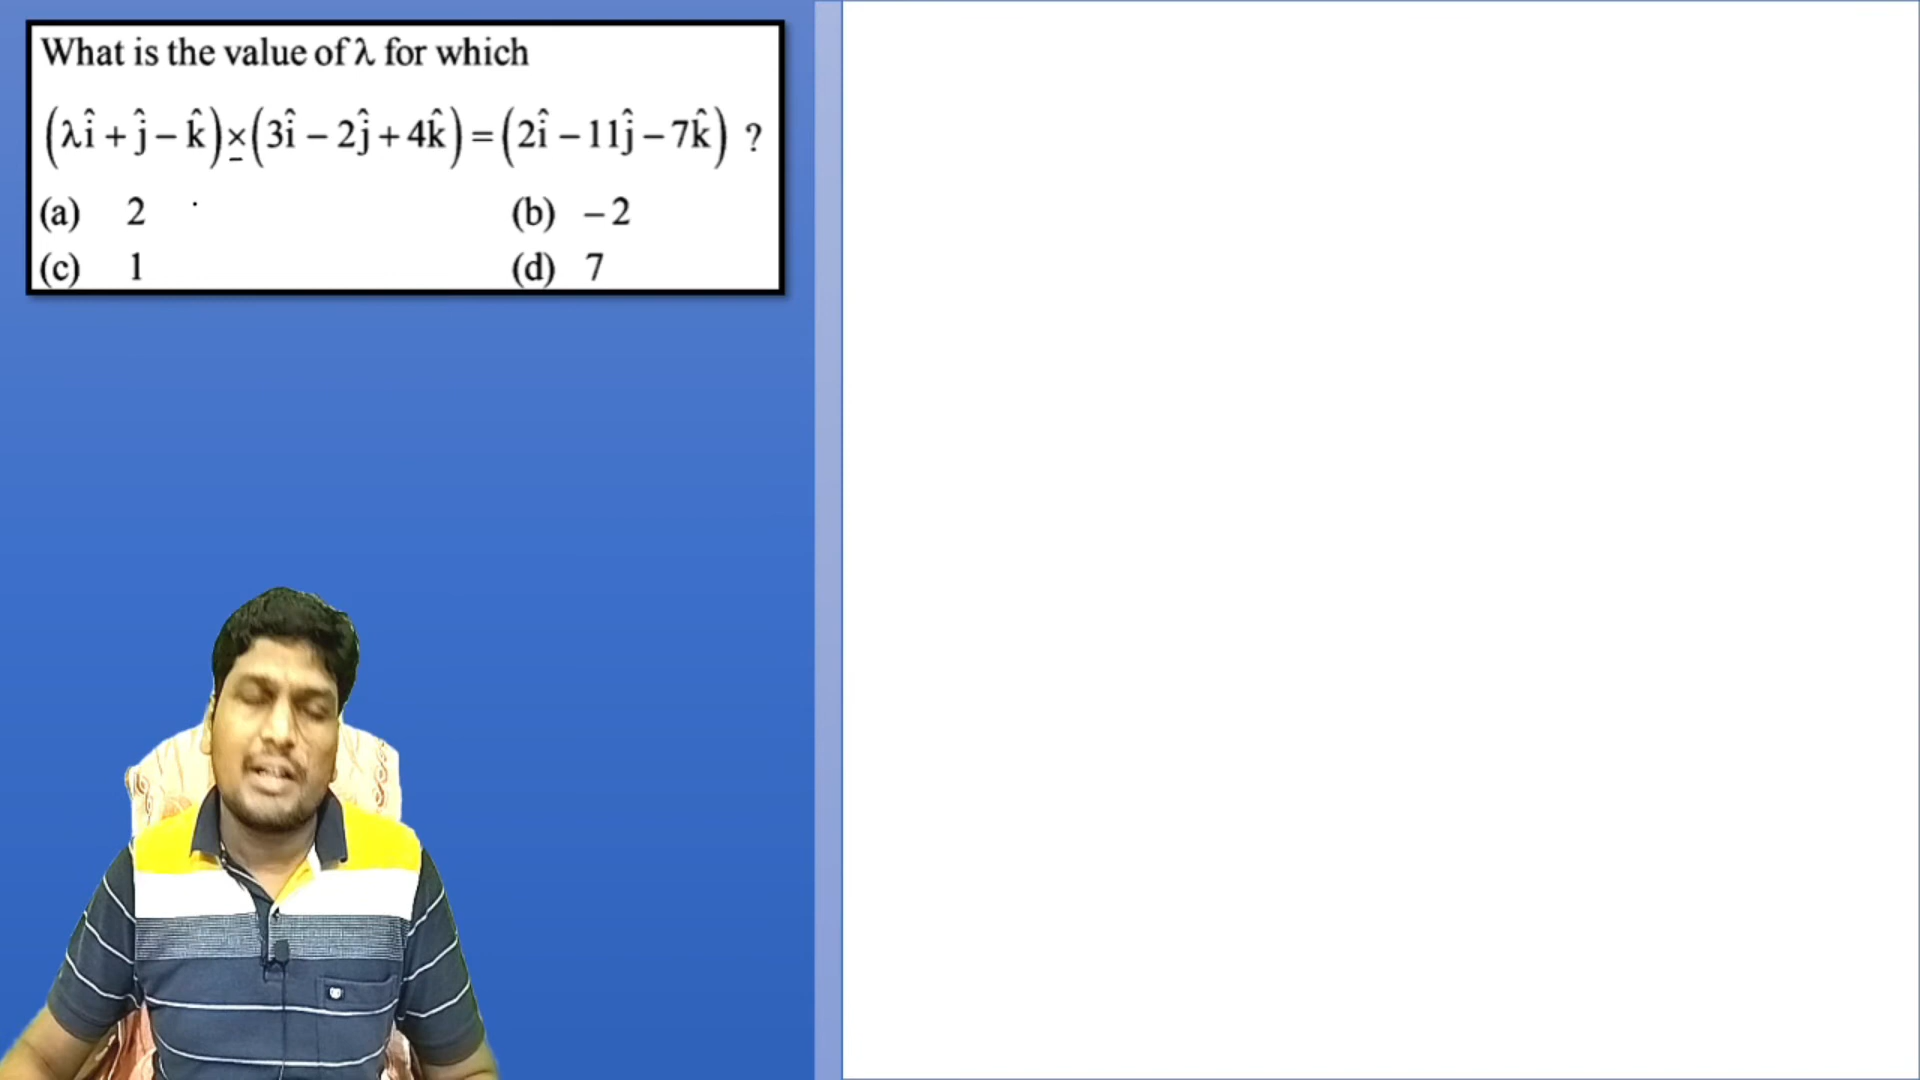 What is the value of λ for which
(λî + ĵ − k̂) × (3î − 2ĵ + 4k̂) = (2î − 11ĵ − 7k̂) ?
(a) 2 (b) − 2
(c) 1 (d) 7